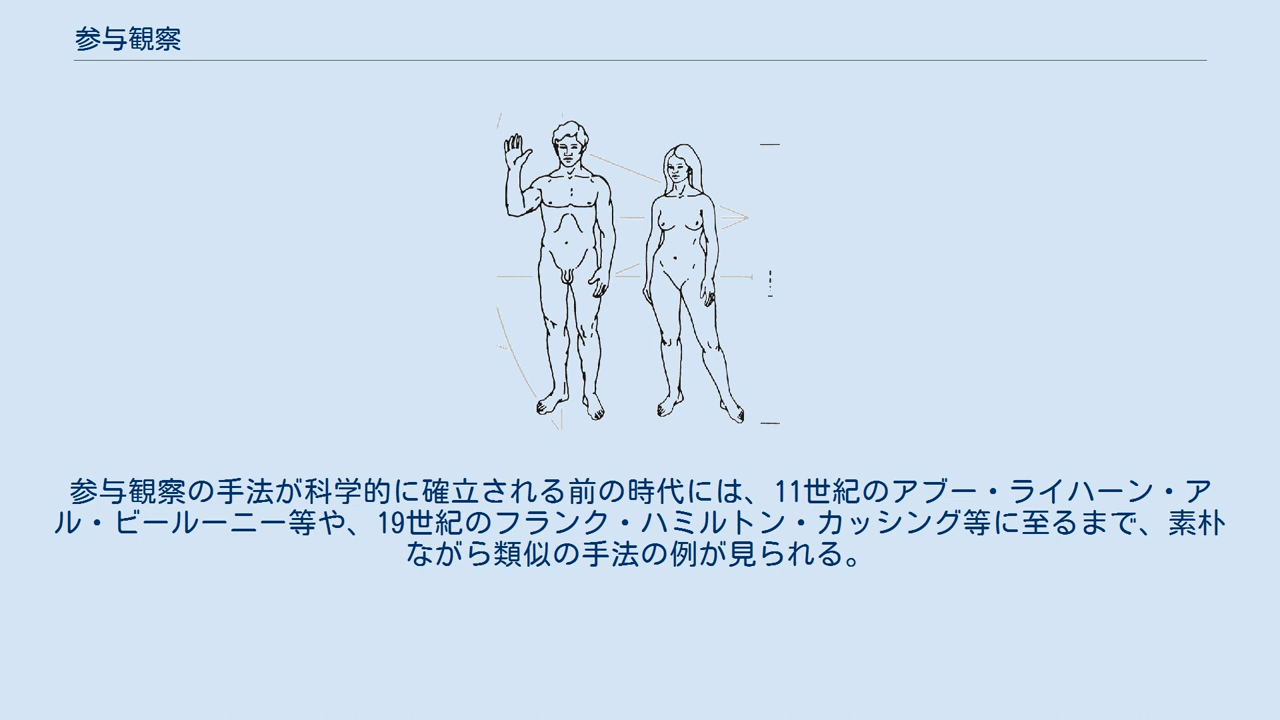 参与観察
参与観察の手法が科学的に確立される前の時代には、11世紀のアブー・ライハーン・ア
ル・ビールーニー等や、19世紀のフランク・ハミルトン・カッシング等に至るまで、素朴
ながら類似の手法の例が見られる。